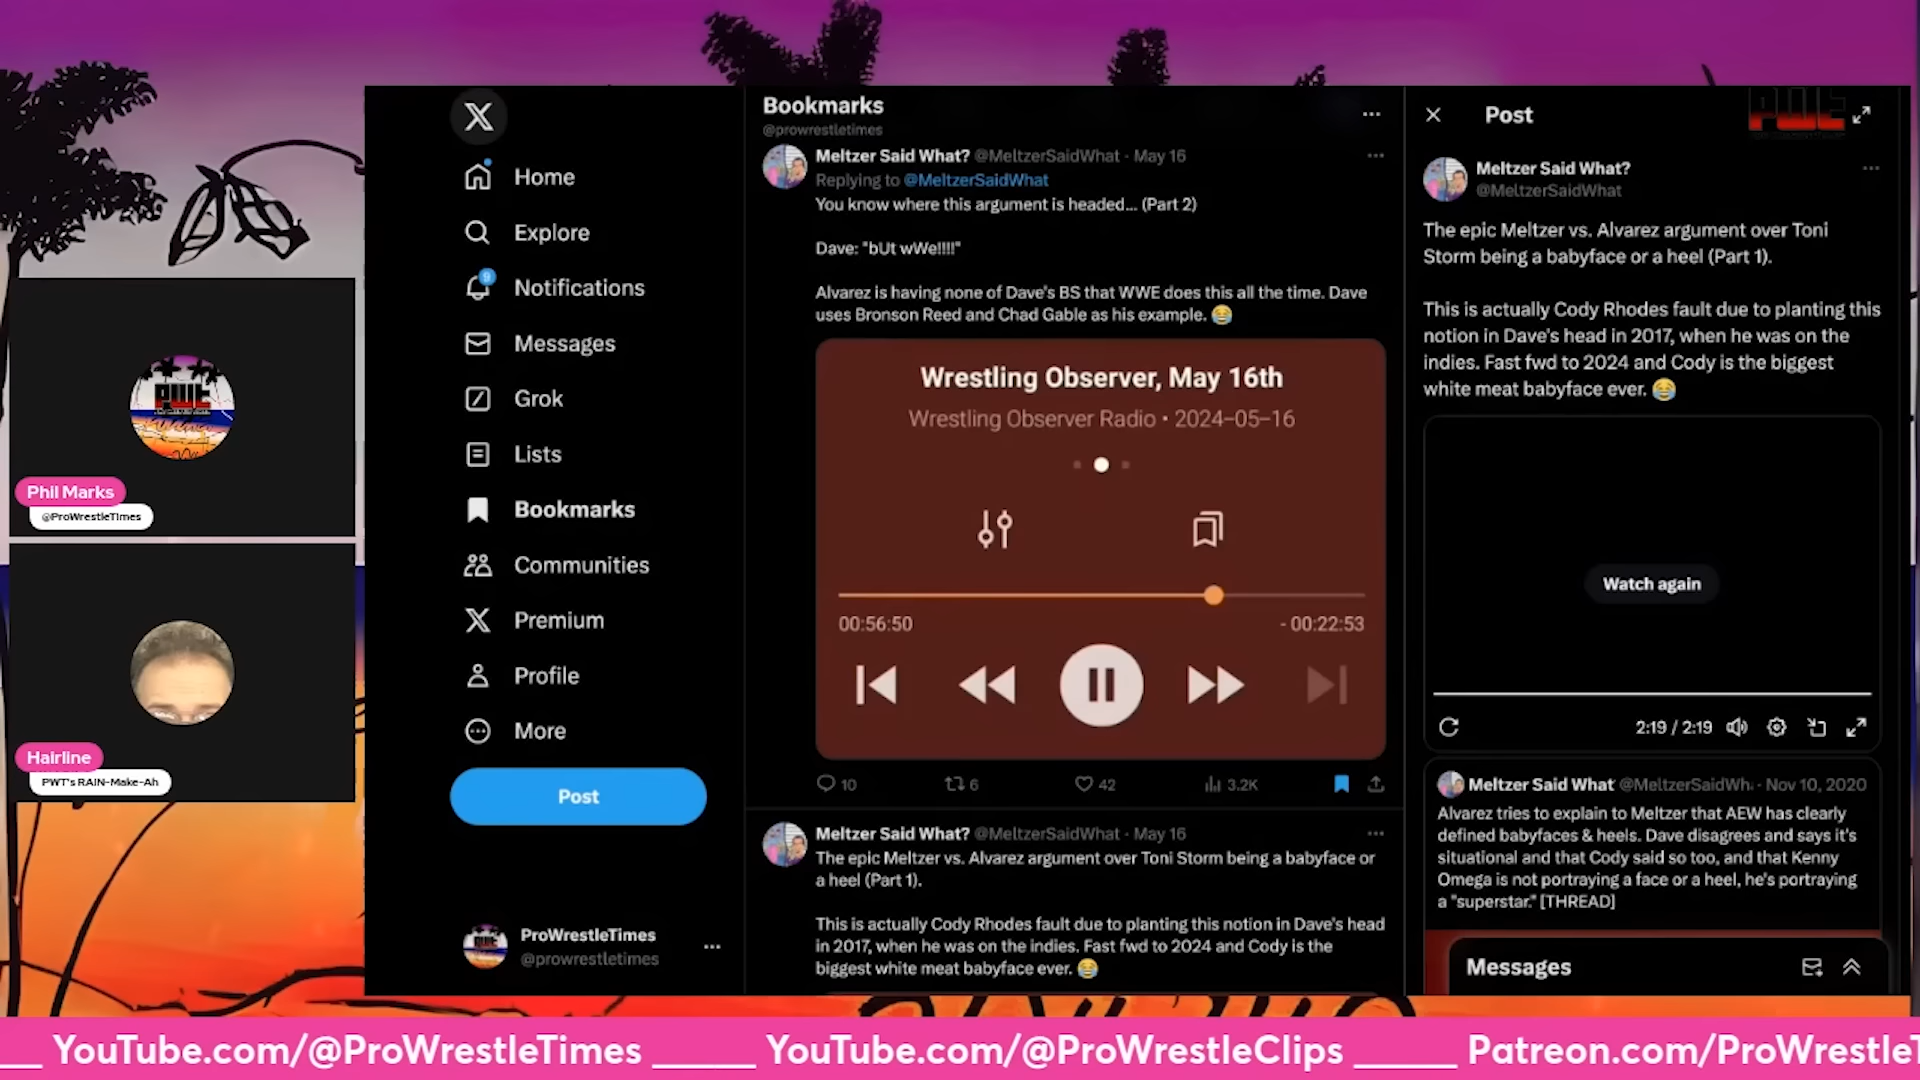 Phil Marks
@ProWrestleTimes
Hairline
PWT's RAIN-Make-Ah
Home
Explore
9
Notifications
Messages
Grok
Lists
Bookmarks
Communities
Premium
Profile
More
Post
ProWrestleTimes
@prowrestletimes
Bookmarks
@prowrestletimes
Meltzer Said What? @MeltzerSaidWhat · May 16
Replying to @MeltzerSaidWhat
You know where this argument is headed... (Part 2)
Dave: "bUt wWe!!!!"
Alvarez is having none of Dave's BS that WWE does this all the time. Dave
uses Bronson Reed and Chad Gable as his example. 😂
Wrestling Observer, May 16th
Wrestling Observer Radio • 2024-05-16
00:56:50
- 00:22:53
10
6
42
3.2K
Meltzer Said What? @MeltzerSaidWhat · May 16
The epic Meltzer vs. Alvarez argument over Toni Storm being a babyface or
a heel (Part 1).
This is actually Cody Rhodes fault due to planting this notion in Dave's head
in 2017, when he was on the indies. Fast fwd to 2024 and Cody is the
biggest white meat babyface ever. 😂
Post
PWT
Meltzer Said What?
@MeltzerSaidWhat
The epic Meltzer vs. Alvarez argument over Toni
Storm being a babyface or a heel (Part 1).
This is actually Cody Rhodes fault due to planting this
notion in Dave's head in 2017, when he was on the
indies. Fast fwd to 2024 and Cody is the biggest
white meat babyface ever. 😂
Watch again
2:19 / 2:19
Meltzer Said What @MeltzerSaidWh · Nov 10, 2020
Alvarez tries to explain to Meltzer that AEW has clearly
defined babyfaces & heels. Dave disagrees and says it's
situational and that Cody said so too, and that Kenny
Omega is not portraying a face or a heel, he's portraying
a "superstar." [THREAD]
Messages
YouTube.com/@ProWrestleTimes ______ YouTube.com/@ProWrestleClips ______ Patreon.com/ProWrestleT